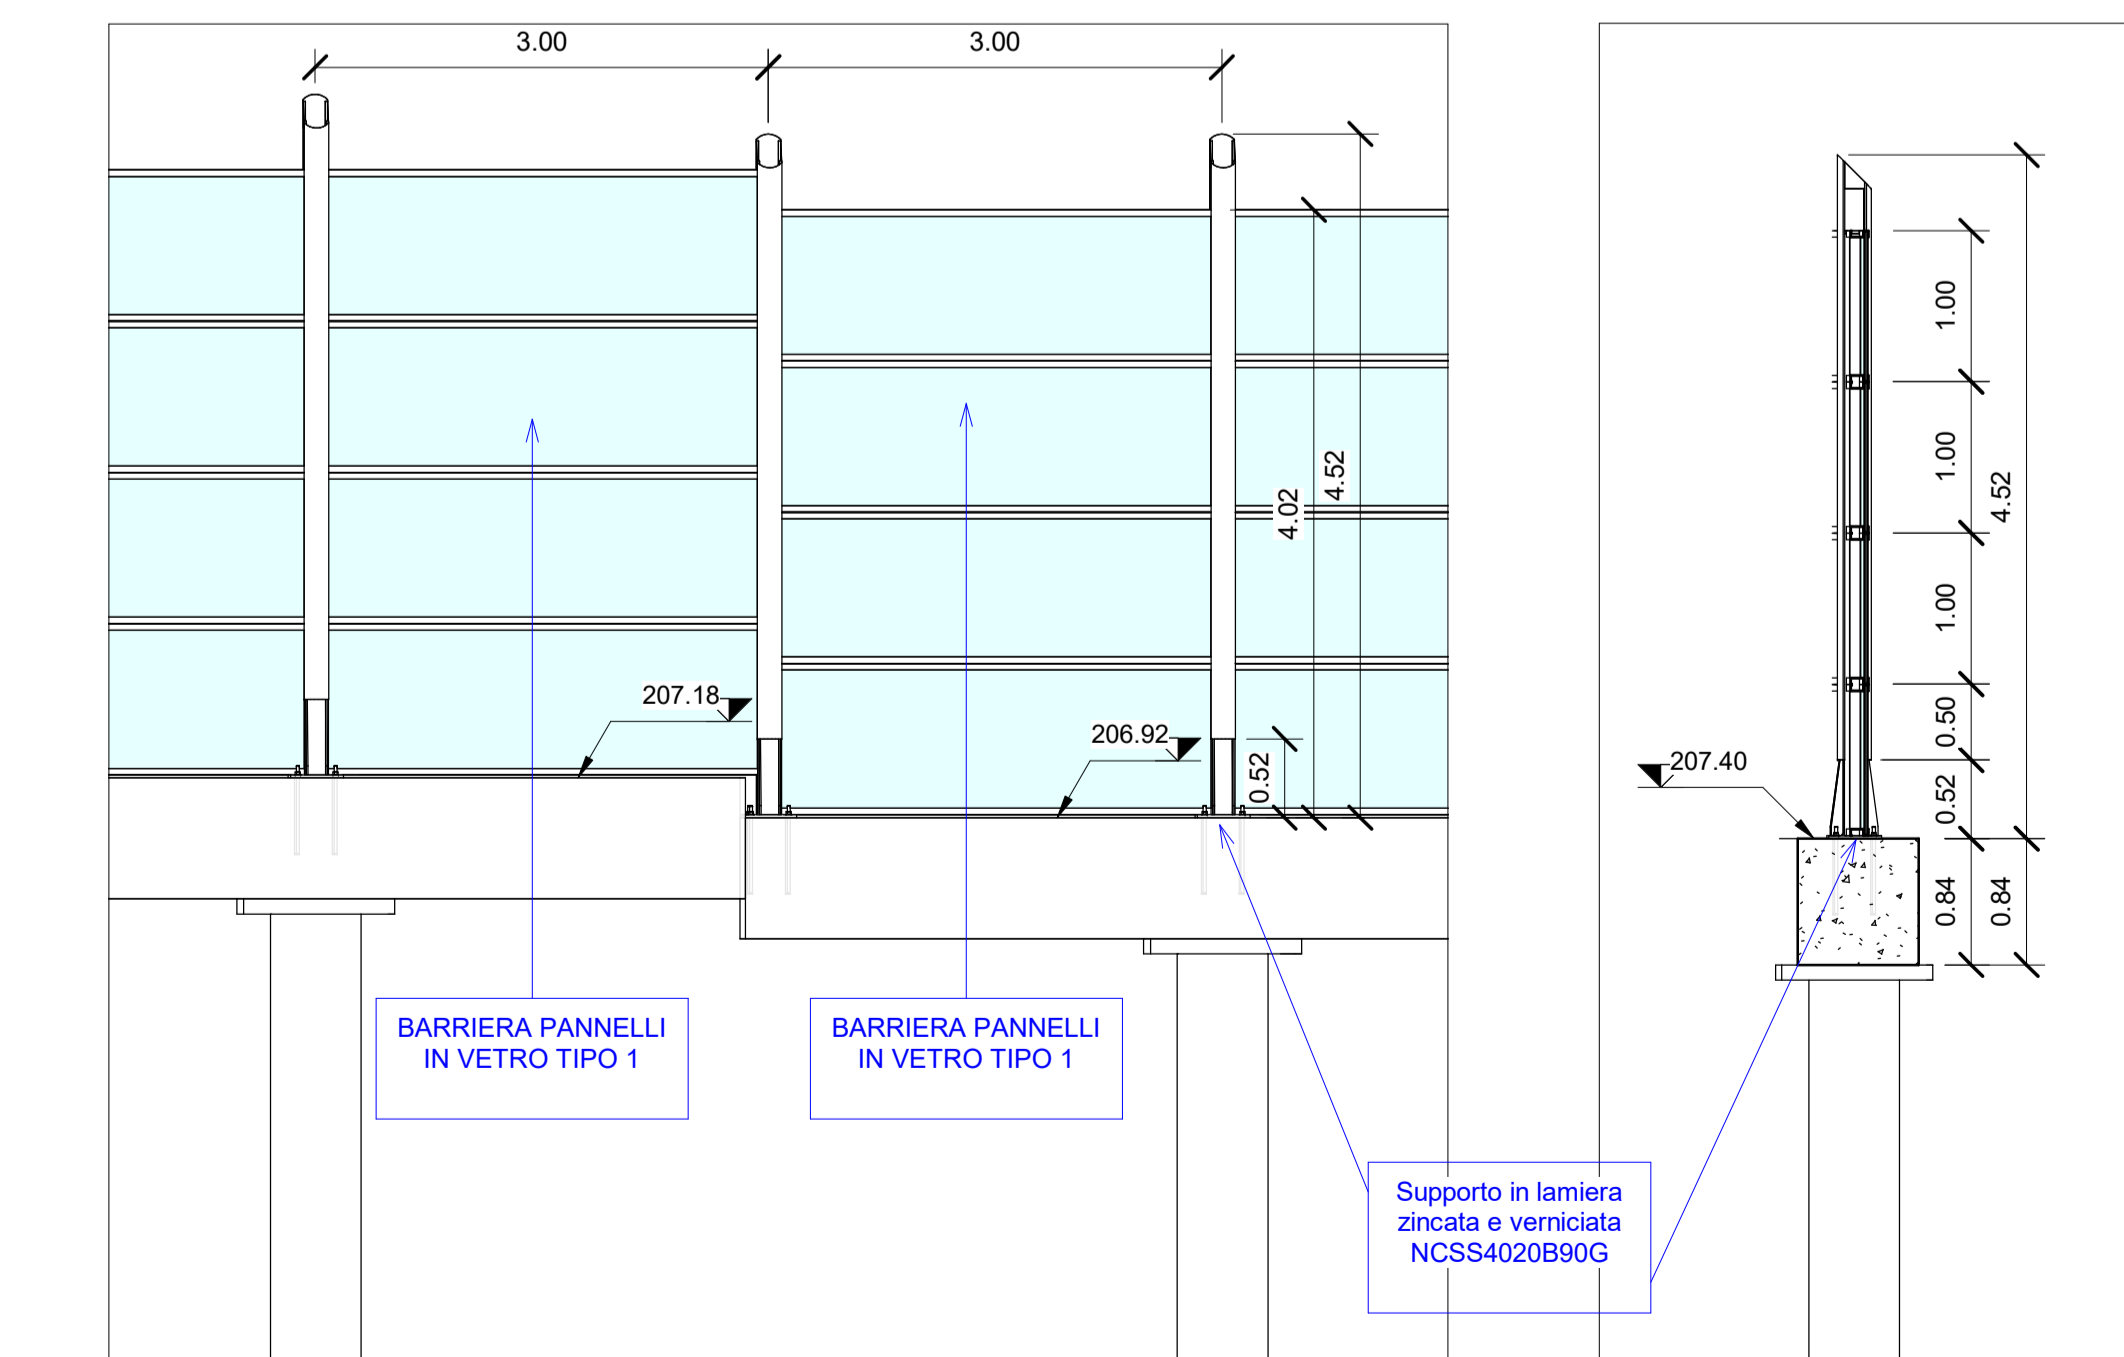 3.00
3.00
4.52
4.02
0.52
207.18
206.92
BARRIERA PANNELLI
IN VETRO TIPO 1
BARRIERA PANNELLI
IN VETRO TIPO 1
Supporto in lamiera
zincata e verniciata
NCSS4020B90G
1.00
1.00
1.00
0.50
0.52
0.84
4.52
0.84
207.40